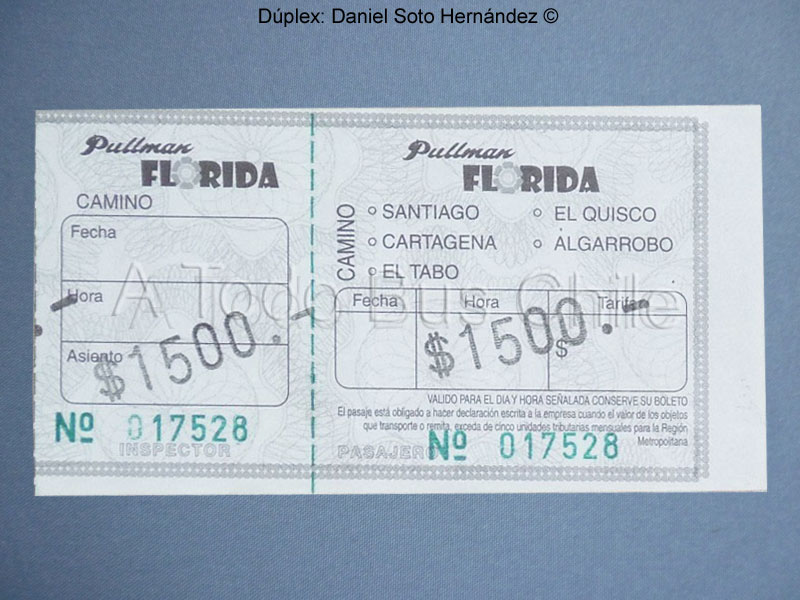 Dúplex: Daniel Soto Hernández ©
Pullman
FLORIDA
CAMINO
Fecha
Hora
Asiento
$1500.-
Nº 017528
INSPECTOR
Pullman
FLORIDA
CAMINO
SANTIAGO
CARTAGENA
EL TABO
EL QUISCO
ALGARROBO
Fecha Hora Tarifa
$
$1500.-
VALIDO PARA EL DIA Y HORA SEÑALADA CONSERVE SU BOLETO
El pasaje está obligado a hacer declaración escrita a la empresa cuando el valor de los objetos
que transporte o remita, exceda de cinco unidades tributarias mensuales para la Región
Metropolitana
PASAJERO
Nº 017528
A Todo Bus Chile